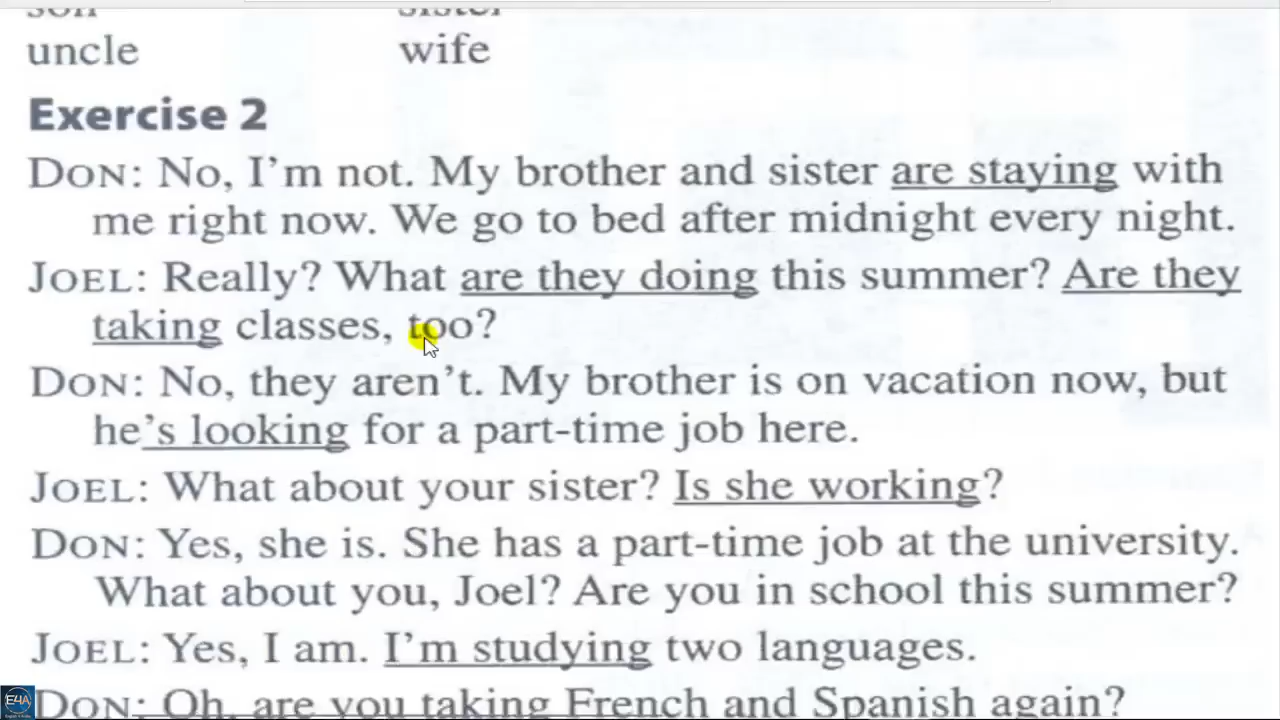 son sister
uncle wife
Exercise 2
DON: No, I'm not. My brother and sister are staying with
me right now. We go to bed after midnight every night.
JOEL: Really? What are they doing this summer? Are they
taking classes, too?
DON: No, they aren't. My brother is on vacation now, but
he's looking for a part-time job here.
JOEL: What about your sister? Is she working?
DON: Yes, she is. She has a part-time job at the university.
What about you, Joel? Are you in school this summer?
JOEL: Yes, I am. I'm studying two languages.
DON: Oh, are you taking French and Spanish again?
E4A